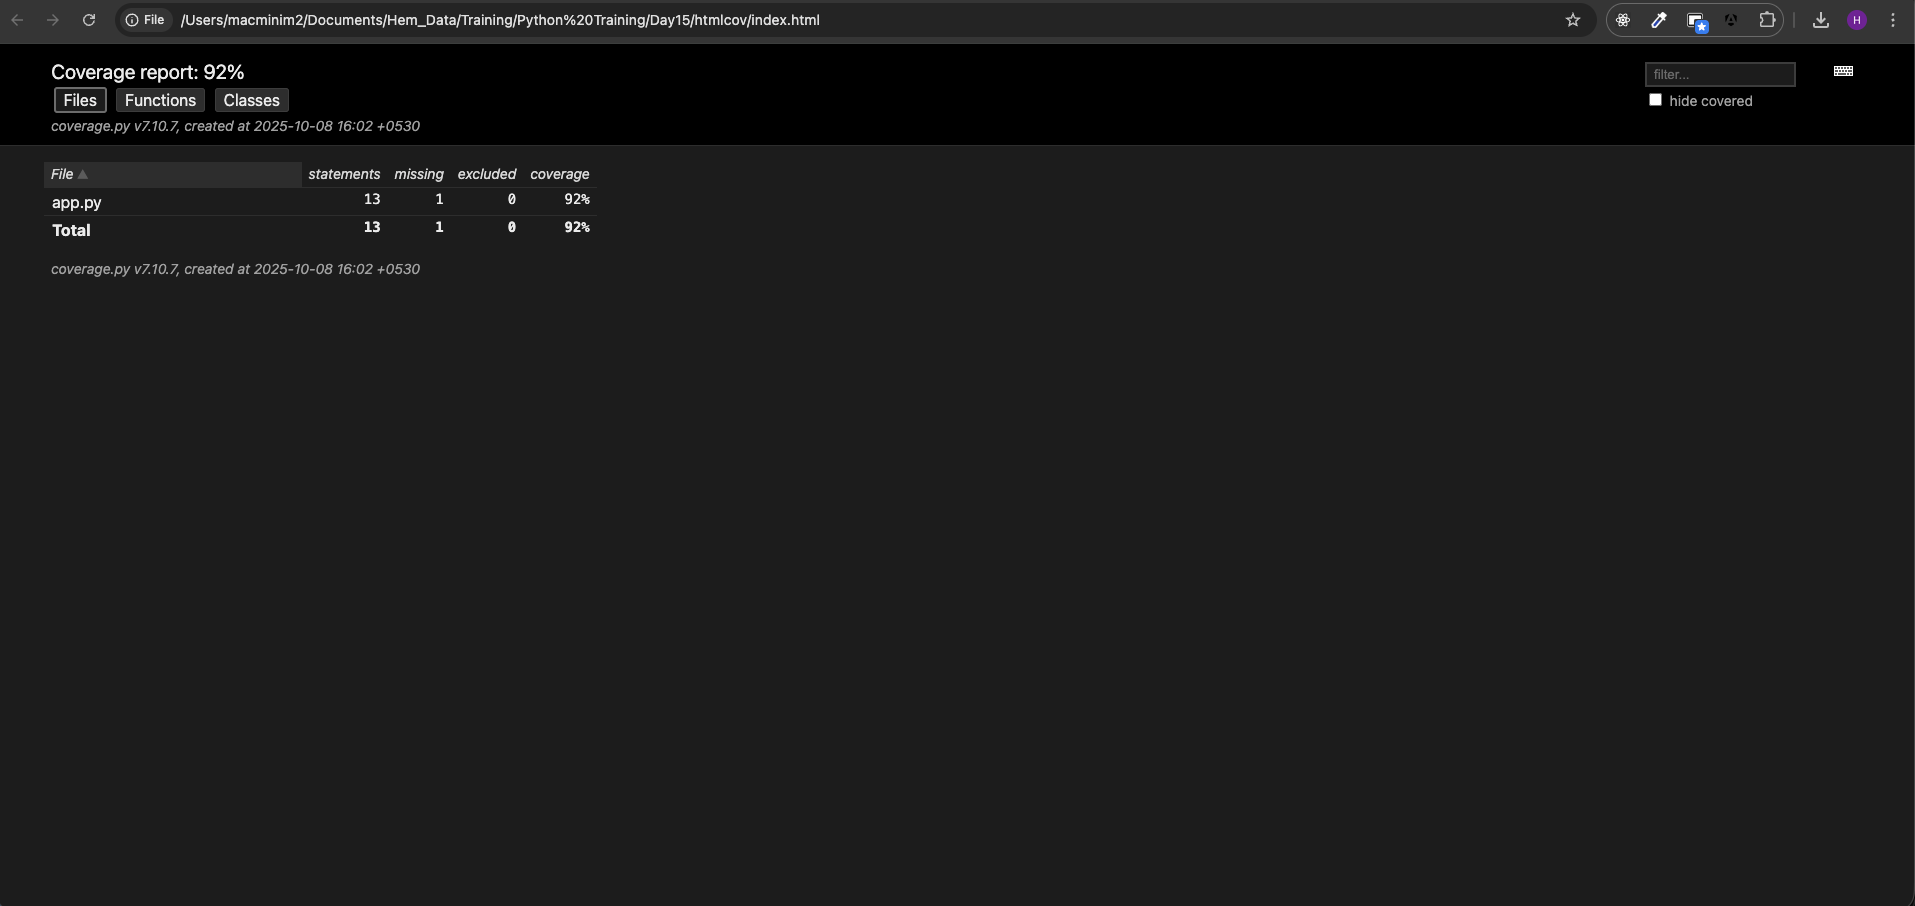 File /Users/macminim2/Documents/Hem_Data/Training/Python%20Training/Day15/htmlcov/index.html
H
Coverage report: 92%
filter...
Files Functions Classes
hide covered
coverage.py v7.10.7, created at 2025-10-08 16:02 +0530
File statements missing excluded coverage
app.py 13 1 0 92%
Total 13 1 0 92%
coverage.py v7.10.7, created at 2025-10-08 16:02 +0530